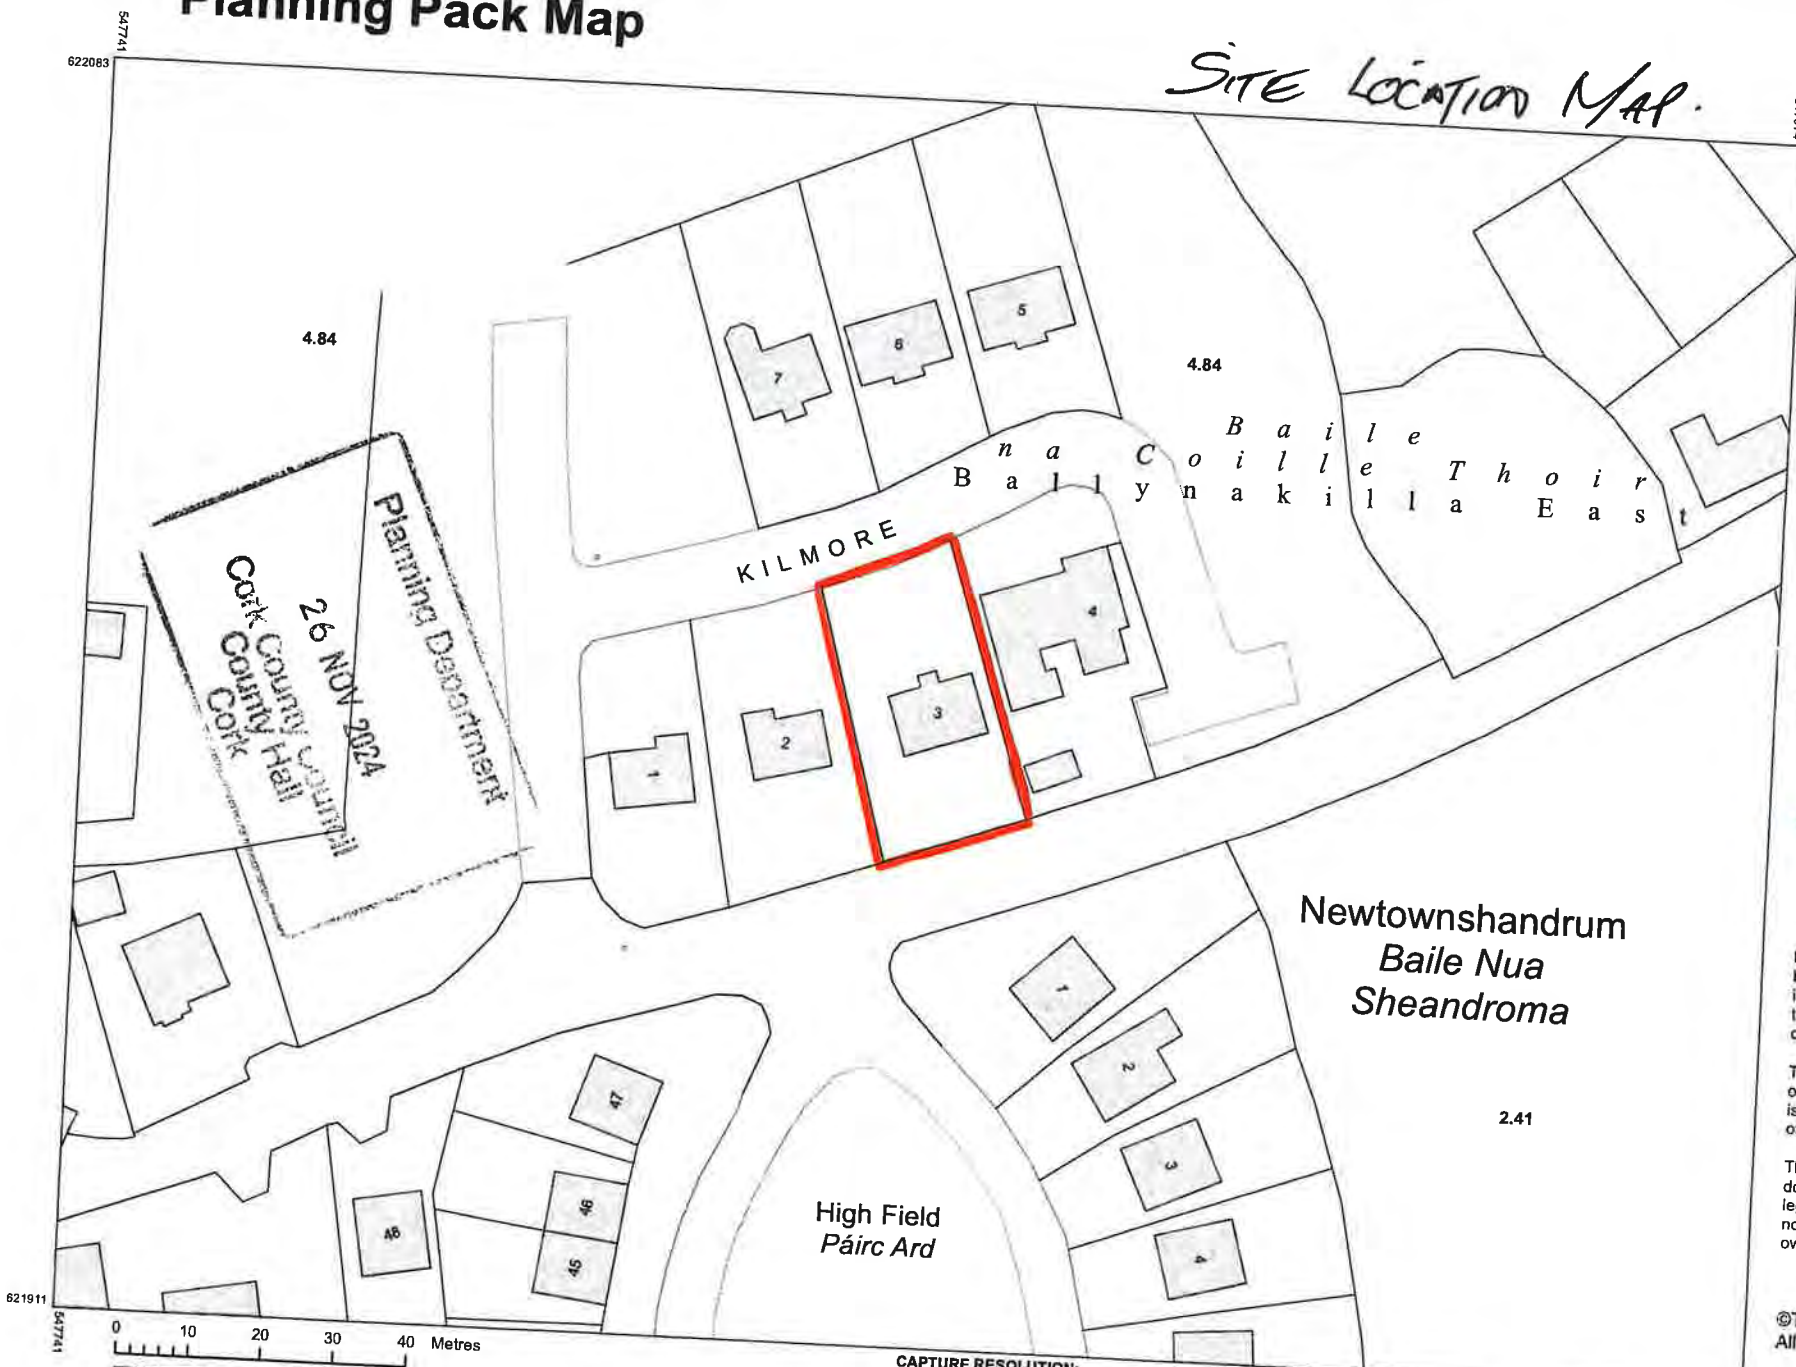 Planning Pack Map
SITE LOCATION MAP.
547741
622083
4.84
7
6
5
4.84
Baile
na Coille Thoir
Ballynakilla East
KILMORE
Planning Department
26 NOV 2024
Cork County Council
County Hall
Cork
1
2
3
4
Newtownshandrum
Baile Nua
Sheandroma
1
2
3
4
2.41
47
46
45
48
High Field
Páirc Ard
621911
547741
0 10 20 30 40 Metres
CAPTURE RESOLUTION: